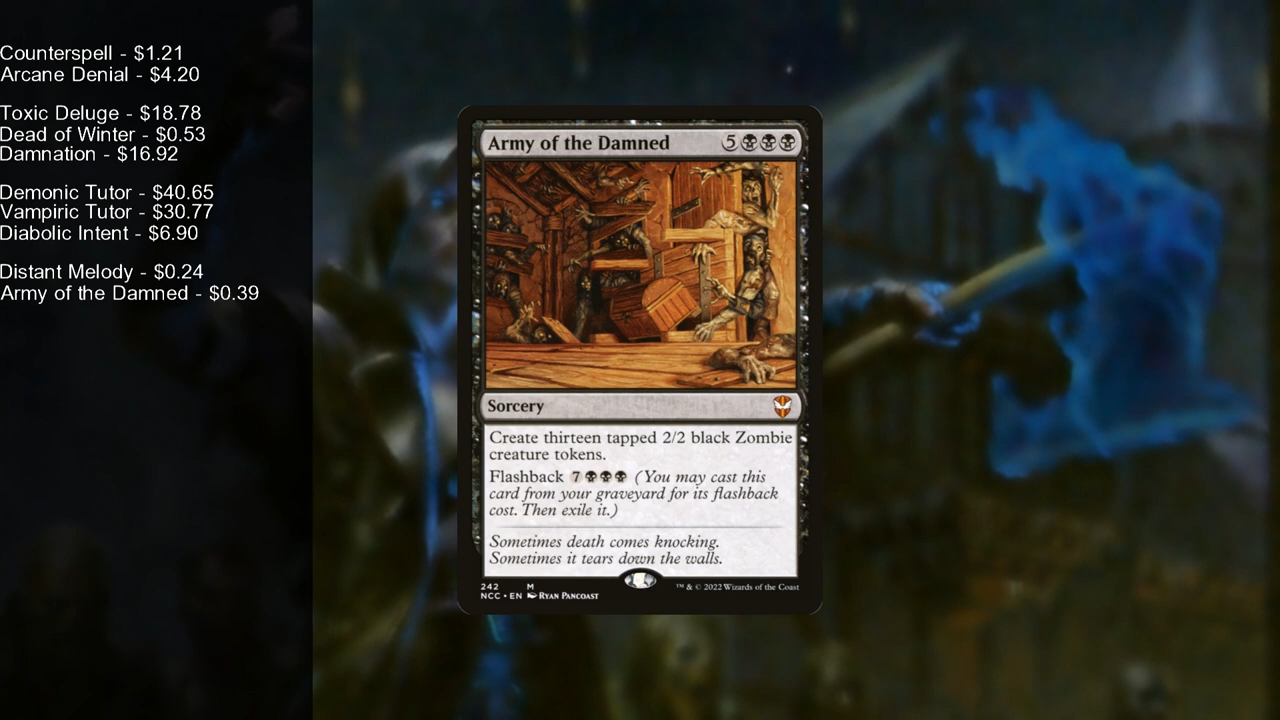 Counterspell - $1.21
Arcane Denial - $4.20
Toxic Deluge - $18.78
Dead of Winter - $0.53
Damnation - $16.92
Demonic Tutor - $40.65
Vampiric Tutor - $30.77
Diabolic Intent - $6.90
Distant Melody - $0.24
Army of the Damned - $0.39
Army of the Damned 5
Sorcery
Create thirteen tapped 2/2 black Zombie
creature tokens.
Flashback 7 (You may cast this
card from your graveyard for its flashback
cost. Then exile it.)
Sometimes death comes knocking.
Sometimes it tears down the walls.
242 M
NCC • EN RYAN PANCOAST
™ & © 2022 Wizards of the Coast